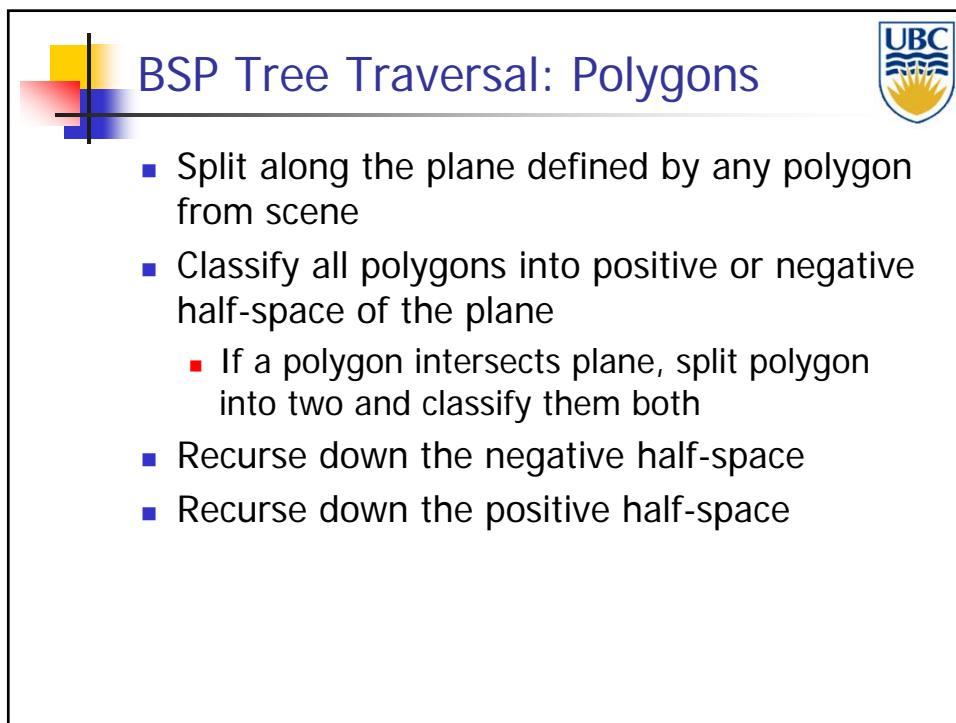 BSP Tree Traversal: Polygons
UBC
Split along the plane defined by any polygon
from scene
Classify all polygons into positive or negative
half-space of the plane
If a polygon intersects plane, split polygon
into two and classify them both
Recurse down the negative half-space
Recurse down the positive half-space